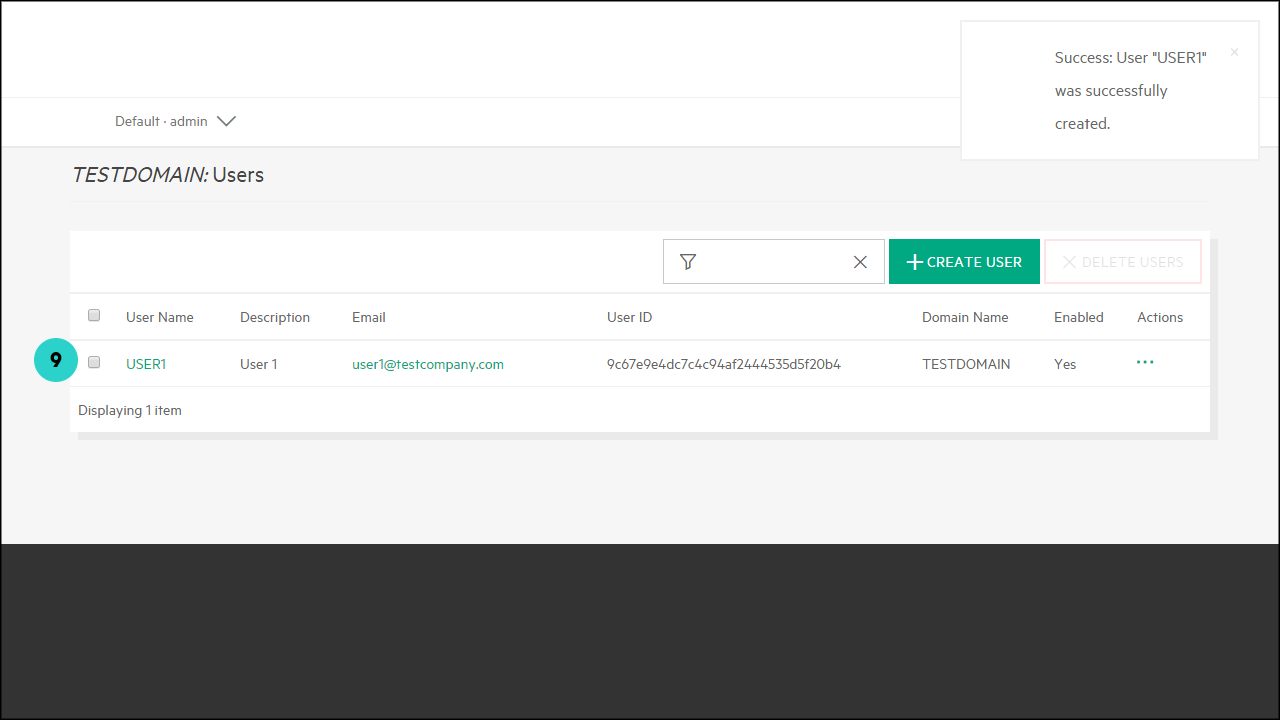 Success: User "USER1"
was successfully
created.
Default · admin
TESTDOMAIN: Users
CREATE USER
DELETE USERS
User Name Description Email User ID Domain Name Enabled Actions
9 USER1 User 1 user1@testcompany.com 9c67e9e4dc7c4c94af2444535d5f20b4 TESTDOMAIN Yes
Displaying 1 item